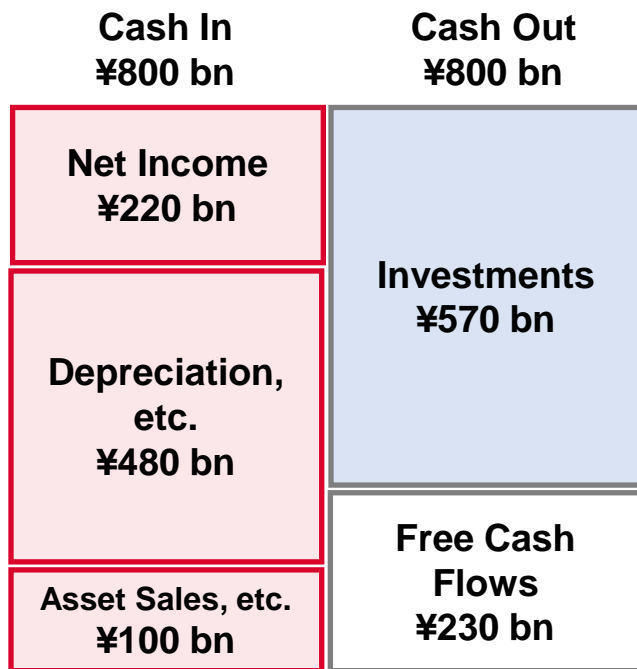 Cash In
¥800 bn
Cash Out
¥800 bn
Net Income
¥220 bn
Depreciation,
etc.
¥480 bn
Asset Sales, etc.
¥100 bn
Investments
¥570 bn
Free Cash
Flows
¥230 bn